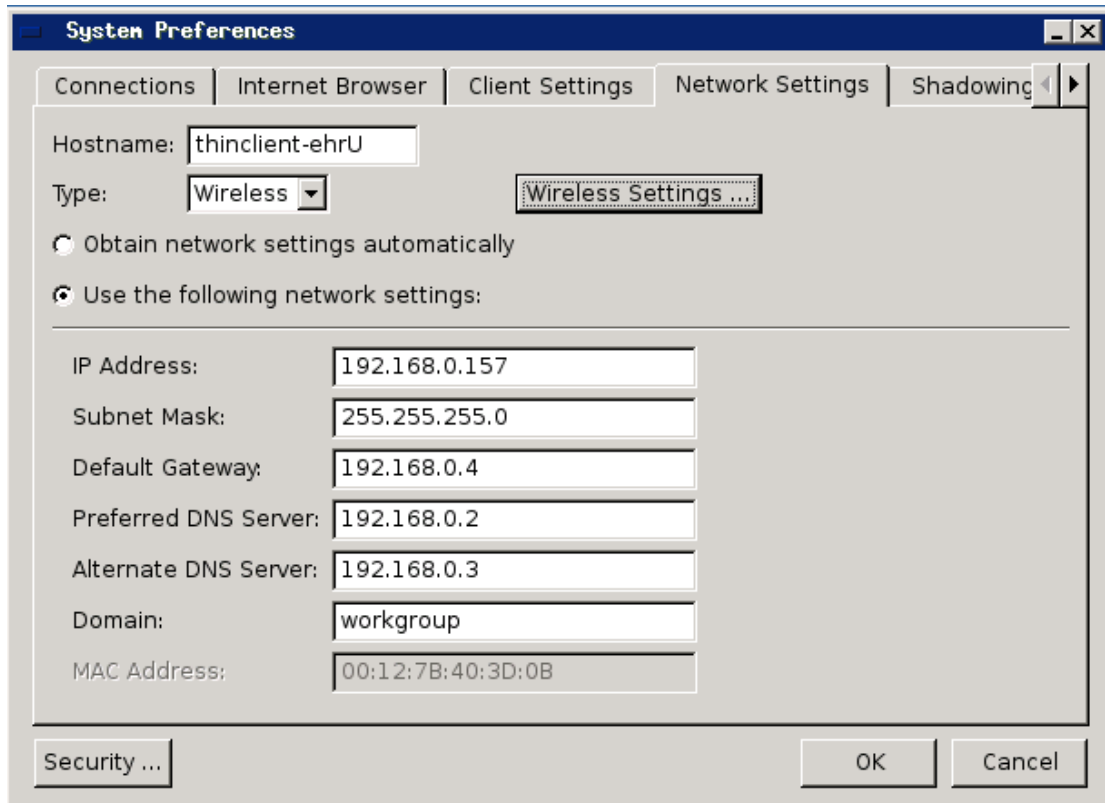 System Preferences
Connections Internet Browser Client Settings Network Settings Shadowing
Hostname: thinclient-ehrU
Type: Wireless Wireless Settings ...
Obtain network settings automatically
Use the following network settings:
IP Address: 192.168.0.157
Subnet Mask: 255.255.255.0
Default Gateway: 192.168.0.4
Preferred DNS Server: 192.168.0.2
Alternate DNS Server: 192.168.0.3
Domain: workgroup
MAC Address: 00:12:7B:40:3D:0B
Security ... OK Cancel